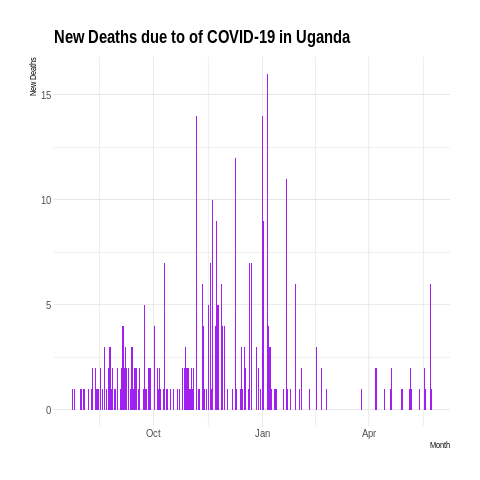 New Deaths due to of COVID-19 in Uganda
New Deaths
15
10
5
0
Oct
Jan
Apr
Month